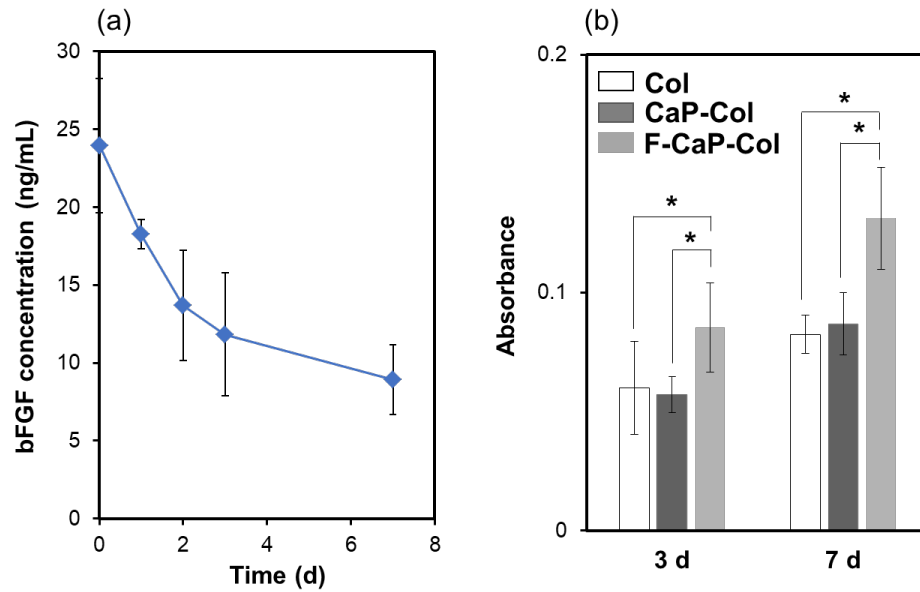 (a)
bFGF concentration (ng/mL)
30
25
20
15
10
5
0
0 2 4 6 8
Time (d)
(b)
Absorbance
0.2
0.1
0
Col
CaP-Col
F-CaP-Col
*
*
*
*
3 d 7 d